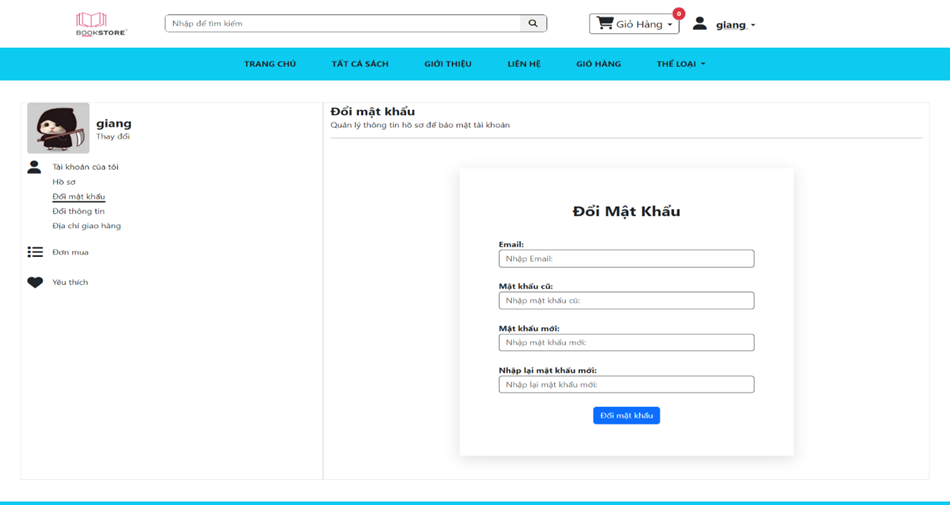 BOOKSTORE
Nhập để tìm kiếm
Giỏ Hàng
0
giang
TRANG CHỦ
TẤT CẢ SÁCH
GIỚI THIỆU
LIÊN HỆ
GIỎ HÀNG
THỂ LOẠI
giang
Thay đổi
Tài khoản của tôi
Hồ sơ
Đổi mật khẩu
Đổi thông tin
Địa chỉ giao hàng
Đơn mua
Yêu thích
Đổi mật khẩu
Quản lý thông tin hồ sơ để bảo mật tài khoản
Đổi Mật Khẩu
Email:
Nhập Email:
Mật khẩu cũ:
Nhập mật khẩu cũ:
Mật khẩu mới:
Nhập mật khẩu mới:
Nhập lại mật khẩu mới:
Nhập lại mật khẩu mới:
Đổi mật khẩu